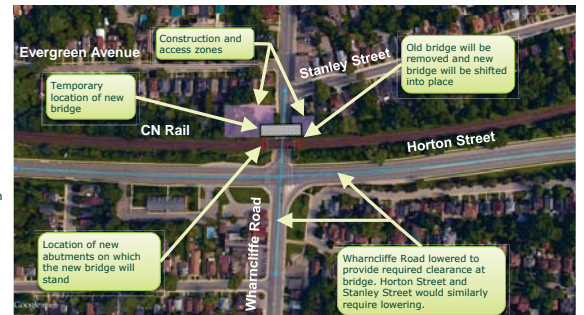 Evergreen Avenue
Construction and
access zones
Stanley Street
Old bridge will be
removed and new
bridge will be shifted
into place
Temporary
location of new
bridge
CN Rail
Horton Street
Location of new
abutments on which
the new bridge will
stand
Wharncliffe Road
Wharncliffe Road lowered to
provide required clearance at
bridge. Horton Street and
Stanley Street would similarly
require lowering.
Google